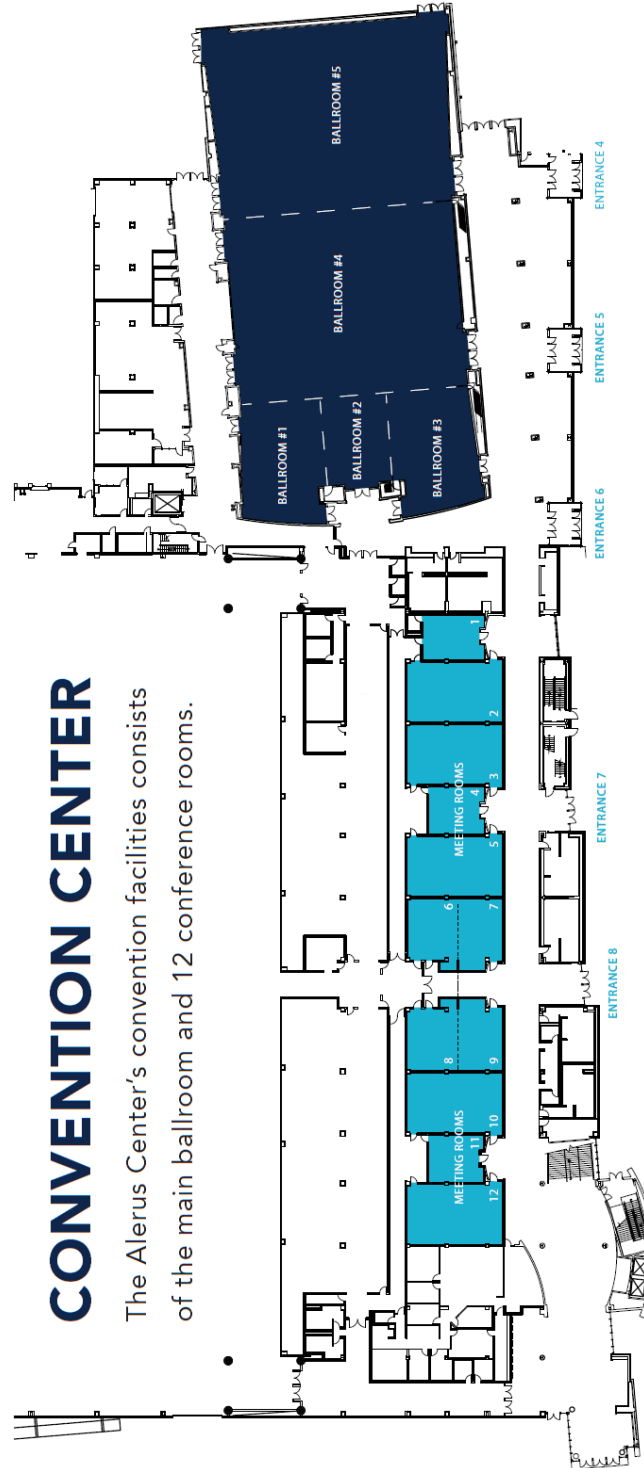 CONVENTION CENTER
The Alerus Center's convention facilities consists
of the main ballroom and 12 conference rooms.
BALLROOM #1
BALLROOM #2
BALLROOM #3
BALLROOM #4
BALLROOM #5
MEETING ROOMS
12
11
10
8
9
MEETING ROOMS
6
7
5
4
3
2
1
ENTRANCE 8
ENTRANCE 7
ENTRANCE 6
ENTRANCE 5
ENTRANCE 4